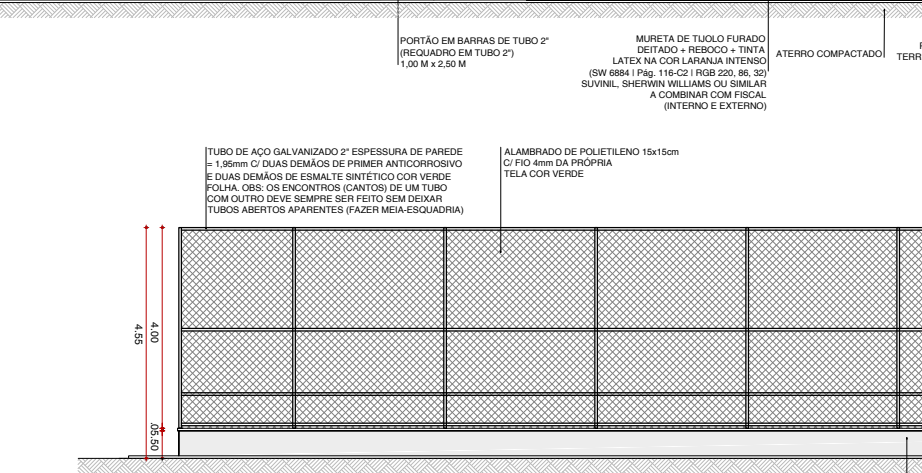 PORTÃO EM BARRAS DE TUBO 2"
(REQUADRO EM TUBO 2")
1,00 M x 2,50 M
MURETA DE TIJOLO FURADO
DEITADO + REBOCO + TINTA
LATEX NA COR LARANJA INTENSO
(SW 6884 | Pág. 116-C2 | RGB 220, 86, 32)
SUVINIL, SHERWIN WILLIAMS OU SIMILAR
A COMBINAR COM FISCAL
(INTERNO E EXTERNO)
ATERRO COMPACTADO
TERR
TUBO DE AÇO GALVANIZADO 2" ESPESSURA DE PAREDE
= 1,95mm C/ DUAS DEMÃOS DE PRIMER ANTICORROSIVO
E DUAS DEMÃOS DE ESMALTE SINTÉTICO COR VERDE
FOLHA. OBS: OS ENCONTROS (CANTOS) DE UM TUBO
COM OUTRO DEVE SEMPRE SER FEITO SEM DEIXAR
TUBOS ABERTOS APARENTES (FAZER MEIA-ESQUADRIA)
ALAMBRADO DE POLIETILENO 15x15cm
C/ FIO 4mm DA PRÓPRIA
TELA COR VERDE
4.55
4.00
.05
.50